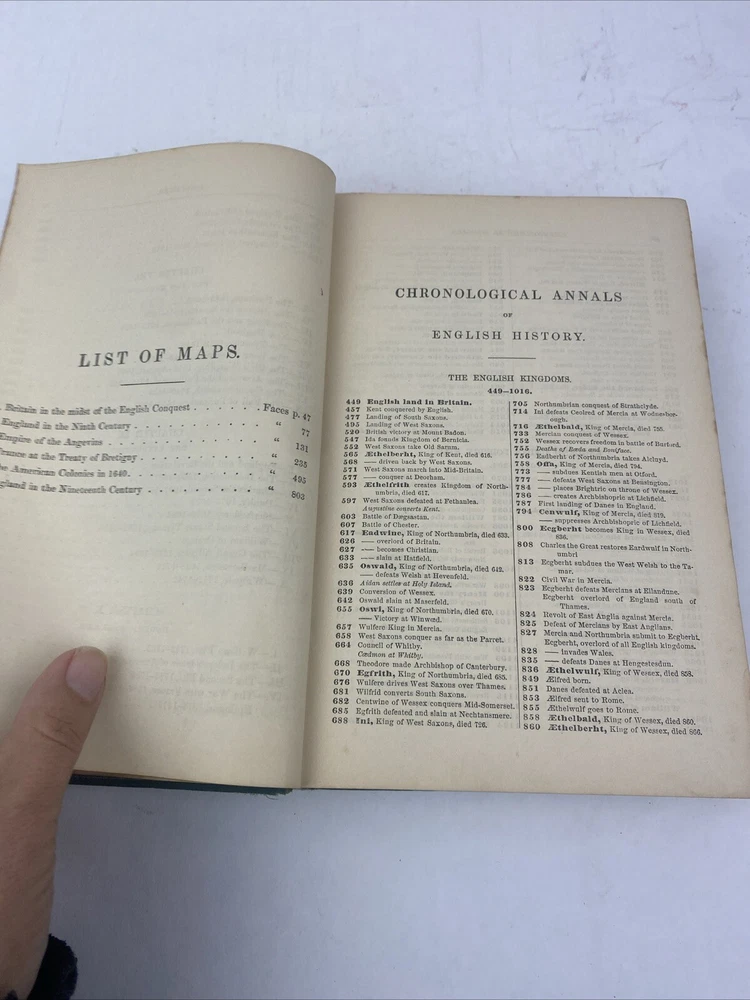 LIST OF MAPS.
Britain in the midst of the English Conquest . . . . . . Faces p. 47
England in the Ninth Century . . . . . . . “ 77
Empire of the Angevins . . . . . . . “ 131
France at the Treaty of Bretigny . . . . . . “ 235
The American Colonies in 1640. . . . . . . “ 495
England in the Nineteenth Century . . . . . . . “ 803
CHRONOLOGICAL ANNALS
OF
ENGLISH HISTORY.
THE ENGLISH KINGDOMS.
449–1016.
449 English land in Britain.
457 Kent conquered by English.
477 Landing of South Saxons.
495 Landing of West Saxons.
520 British victory at Mount Badon.
547 Ida founds Kingdom of Bernicia.
552 West Saxons take Old Sarum.
565 Æthelberht, King of Kent, died 616.
568 — driven back by West Saxons.
571 West Saxons march into Mid-Britain.
577 — conquer at Deorham.
593 Æthelfrith creates Kingdom of North-
umbria, died 617.
597 West Saxons defeated at Fethanlea.
Augustine converts Kent.
603 Battle of Dægsastan.
607 Battle of Chester.
617 Eadwine, King of Northumbria, died 633.
626 — overlord of Britain.
627 — becomes Christian.
633 — slain at Hatfield.
635 Oswald, King of Northumbria, died 642.
— defeats Welsh at Hevenfeld.
636 Aidan settles at Holy Island.
639 Conversion of Wessex.
642 Oswald slain at Maserfeld.
655 Oswi, King of Northumbria, died 670.
— Victory at Winwæd.
657 Wulfere King in Mercia.
658 West Saxons conquer as far as the Parret.
664 Council of Whitby.
Cædmon at Whitby.
668 Theodore made Archbishop of Canterbury.
670 Egfrith, King of Northumbria, died 685.
676 Wulfere drives West Saxons over Thames.
681 Wilfrid converts South Saxons.
682 Centwine of Wessex conquers Mid-Somerset.
685 Egfrith defeated and slain at Nechtansmere.
688 Ini, King of West Saxons, died 726.
705 Northumbrian conquest of Strathclyde.
714 Ini defeats Ceolred of Mercia at Wodnesbor-
ough.
716 Æthelbald, King of Mercia, died 755.
733 Mercian conquest of Wessex.
752 Wessex recovers freedom in battle of Burford.
755 Deaths of Bæda and Boniface.
756 Eadberht of Northumbria takes Alcluyd.
758 Offa, King of Mercia, died 794.
773 — subdues Kentish men at Otford.
777 — defeats West Saxons at Bensington.
784 — places Brightric on throne of Wessex.
786 — creates Archbishopric at Lichfield.
787 First landing of Danes in England.
794 Cenwulf, King of Mercia, died 819.
— suppresses Archbishopric of Lichfield.
800 Ecgberht becomes King in Wessex, died
836.
808 Charles the Great restores Eardwulf in North-
umbri
813 Ecgberht subdues the West Welsh to the Ta-
mar.
822 Civil War in Mercia.
823 Ecgberht defeats Mercians at Ellandune.
Ecgberht overlord of England south of
Thames.
824 Revolt of East Anglia against Mercia.
825 Defeat of Mercians by East Anglians.
827 Mercia and Northumbria submit to Ecgberht.
Ecgberht, overlord of all English kingdoms.
828 — invades Wales.
835 — defeats Danes at Hengestesdun.
836 Æthelwulf, King of Wessex, died 858.
849 Ælfred born.
851 Danes defeated at Aclea.
853 Ælfred sent to Rome.
855 Æthelwulf goes to Rome.
858 Æthelbald, King of Wessex, died 860.
860 Æthelberht, King of Wessex, died 866.